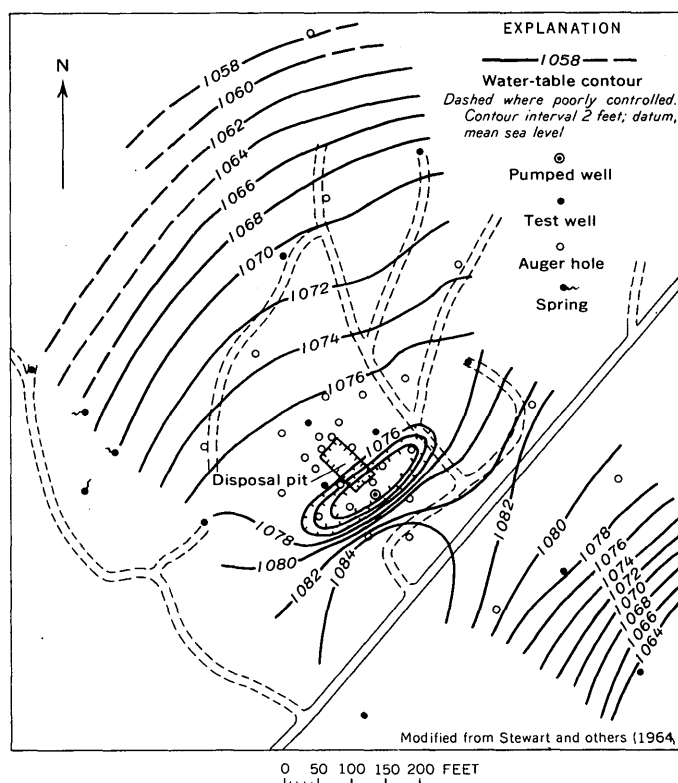 EXPLANATION
1058
Water-table contour
Dashed where poorly controlled.
Contour interval 2 feet; datum,
mean sea level
Pumped well
Test well
Auger hole
Spring
N
1058
1060
1062
1064
1066
1068
1070
1072
1074
1076
1076
Disposal pit
1078
1080
1082
1084
1082
1080
1078
1076
1074
1072
1070
1068
1066
1064
Modified from Stewart and others (1964)
0 50 100 150 200 FEET